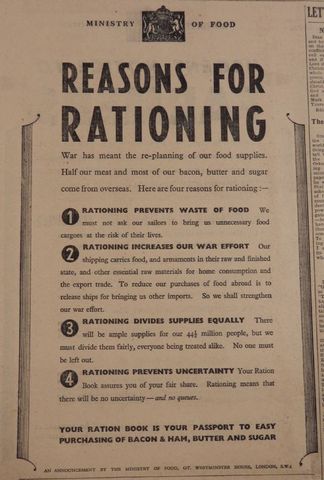 MINISTRY OF FOOD
REASONS FOR
RATIONING
War has meant the re-planning of our food supplies.
Half our meat and most of our bacon, butter and sugar
come from overseas. Here are four reasons for rationing :—
1 RATIONING PREVENTS WASTE OF FOOD We
must not ask our sailors to bring us unnecessary food
cargoes at the risk of their lives.
2 RATIONING INCREASES OUR WAR EFFORT Our
shipping carries food, and armaments in their raw and finished
state, and other essential raw materials for home consumption and
the export trade. To reduce our purchases of food abroad is to
release ships for bringing us other imports. So we shall strengthen
our war effort.
3 RATIONING DIVIDES SUPPLIES EQUALLY There
will be ample supplies for our 44½ million people, but we
must divide them fairly, everyone being treated alike. No one must
be left out.
4 RATIONING PREVENTS UNCERTAINTY Your Ration
Book assures you of your fair share. Rationing means that
there will be no uncertainty—and no queues.
YOUR RATION BOOK IS YOUR PASSPORT TO EASY
PURCHASING OF BACON & HAM, BUTTER AND SUGAR
AN ANNOUNCEMENT BY THE MINISTRY OF FOOD, GT. WESTMINSTER HOUSE, LONDON, S.W.1
LET
The